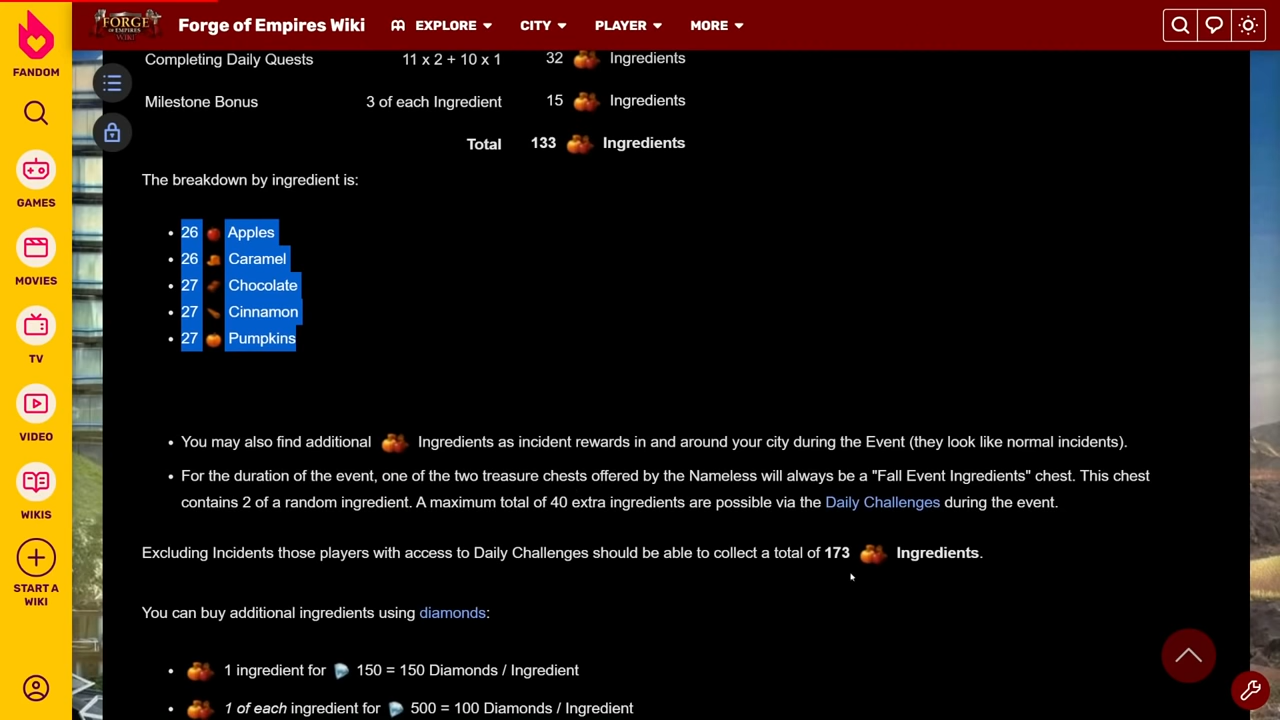 FORGE
OF EMPIRES
WIKI
Forge of Empires Wiki
EXPLORE
CITY
PLAYER
MORE
FANDOM
GAMES
MOVIES
TV
VIDEO
WIKIS
START A
WIKI
Completing Daily Quests 11 x 2 + 10 x 1 32 Ingredients
Milestone Bonus 3 of each Ingredient 15 Ingredients
Total 133 Ingredients
The breakdown by ingredient is:
• 26 Apples
• 26 Caramel
• 27 Chocolate
• 27 Cinnamon
• 27 Pumpkins
• You may also find additional Ingredients as incident rewards in and around your city during the Event (they look like normal incidents).
• For the duration of the event, one of the two treasure chests offered by the Nameless will always be a "Fall Event Ingredients" chest. This chest
contains 2 of a random ingredient. A maximum total of 40 extra ingredients are possible via the Daily Challenges during the event.
Excluding Incidents those players with access to Daily Challenges should be able to collect a total of 173 Ingredients.
You can buy additional ingredients using diamonds:
• 1 ingredient for 150 = 150 Diamonds / Ingredient
• 1 of each ingredient for 500 = 100 Diamonds / Ingredient